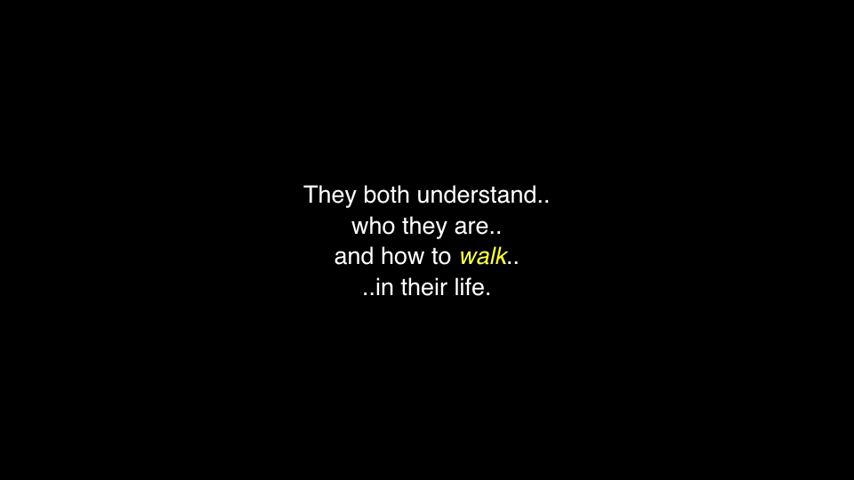 They both understand..
who they are..
and how to walk..
..in their life.